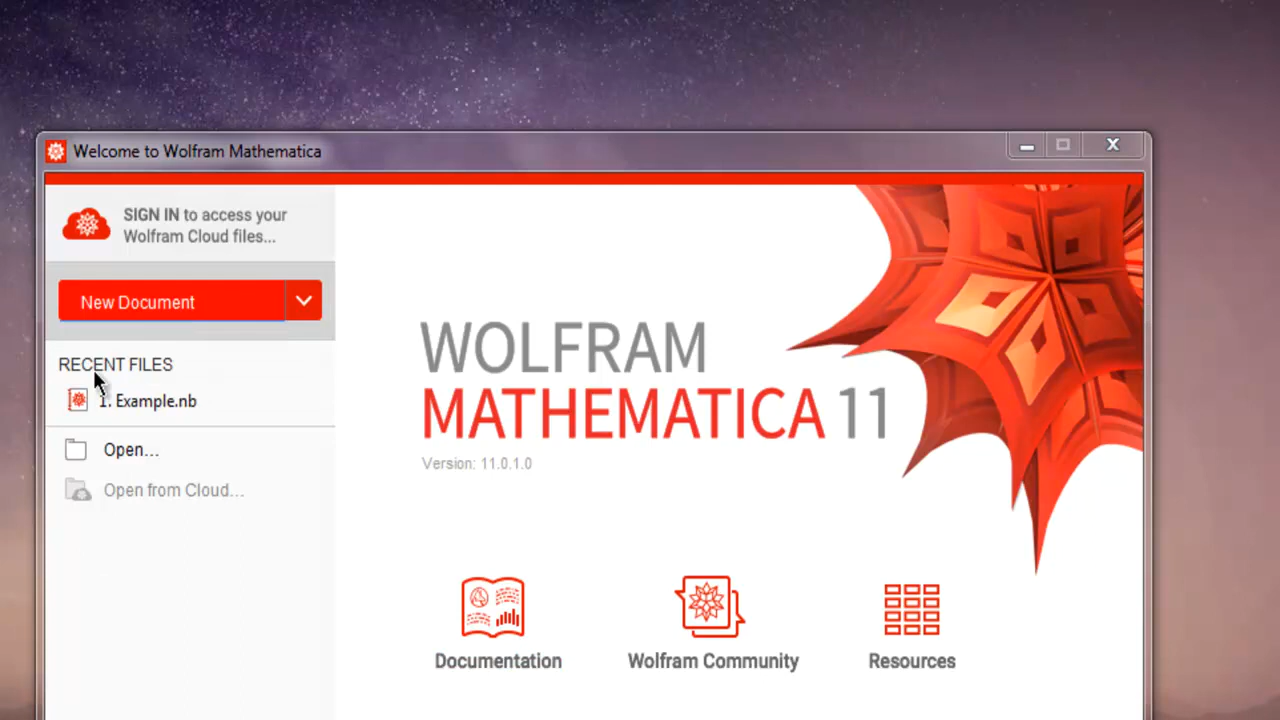 Welcome to Wolfram Mathematica
SIGN IN to access your
Wolfram Cloud files...
New Document
RECENT FILES
1. Example.nb
Open...
Open from Cloud...
WOLFRAM
MATHEMATICA 11
Version: 11.0.1.0
Documentation
Wolfram Community
Resources